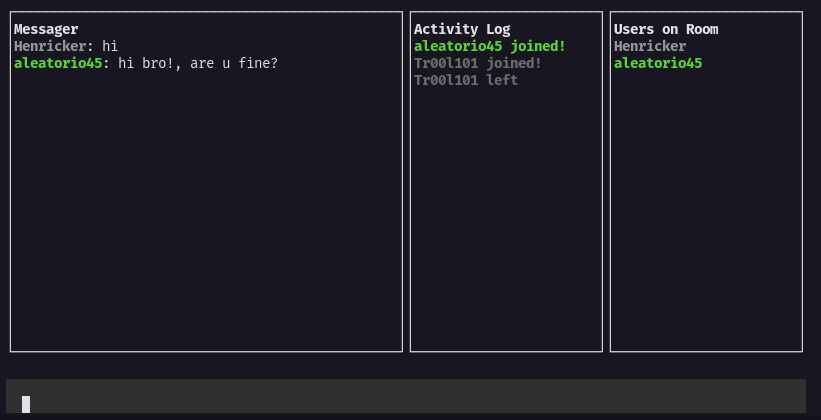 Messager
Henricker: hi
aleatorio45: hi bro!, are u fine?
Activity Log
aleatorio45 joined!
Tr00l101 joined!
Tr00l101 left
Users on Room
Henricker
aleatorio45